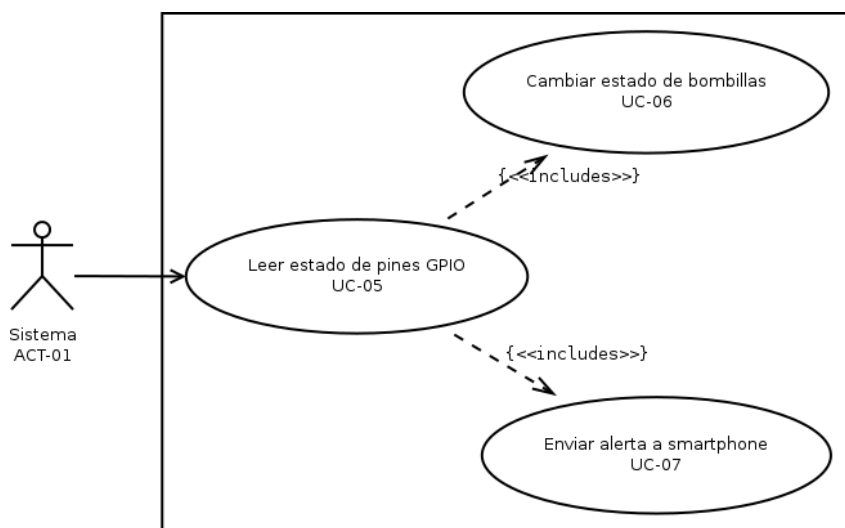 Cambiar estado de bombillas
UC-06
{<<includes>>}
Leer estado de pines GPIO
UC-05
Sistema
ACT-01
{<<includes>>}
Enviar alerta a smartphone
UC-07